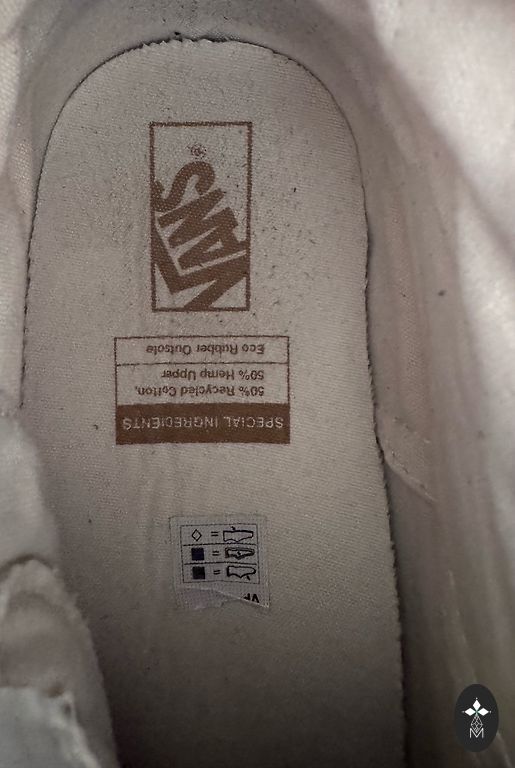 VANS
SPECIAL INGREDIENTS
50% Recycled Cotton,
50% Hemp Upper
Eco Rubber Outsole